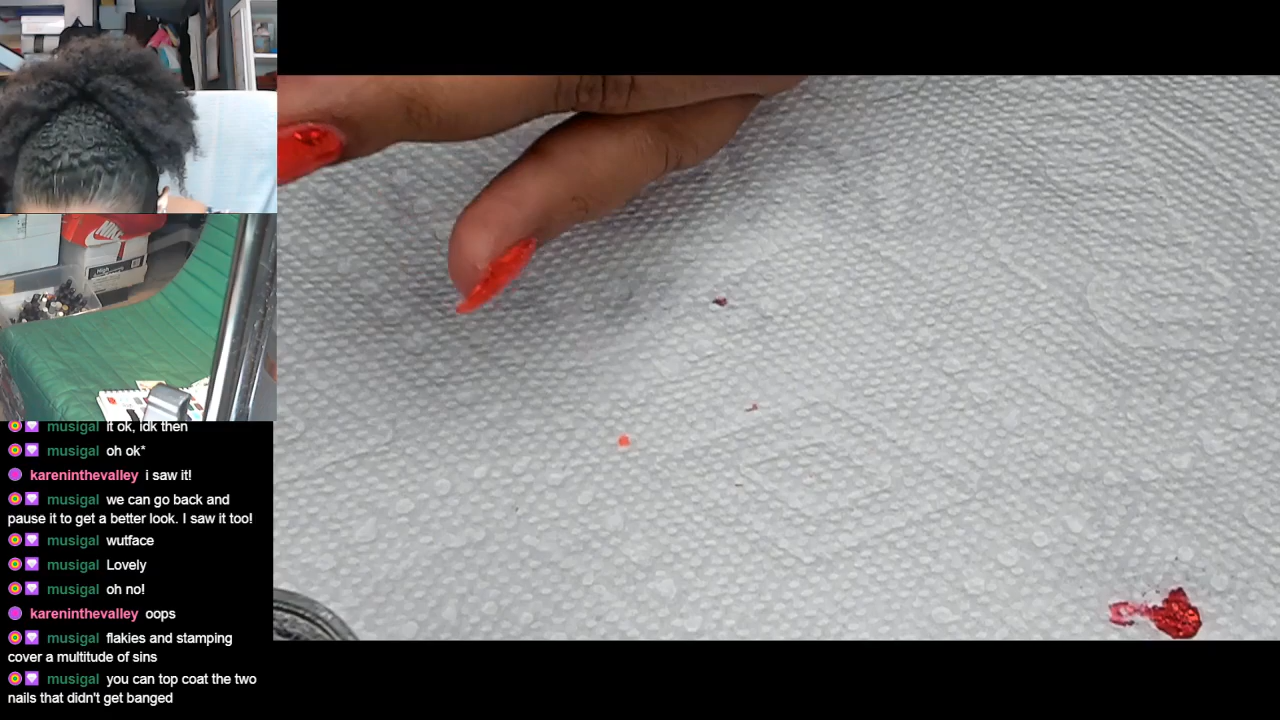 musigal it ok, idk then
musigal oh ok*
kareninthevalley i saw it!
musigal we can go back and
pause it to get a better look. I saw it too!
musigal wutface
musigal Lovely
musigal oh no!
kareninthevalley oops
musigal flakies and stamping
cover a multitude of sins
musigal you can top coat the two
nails that didn't get banged